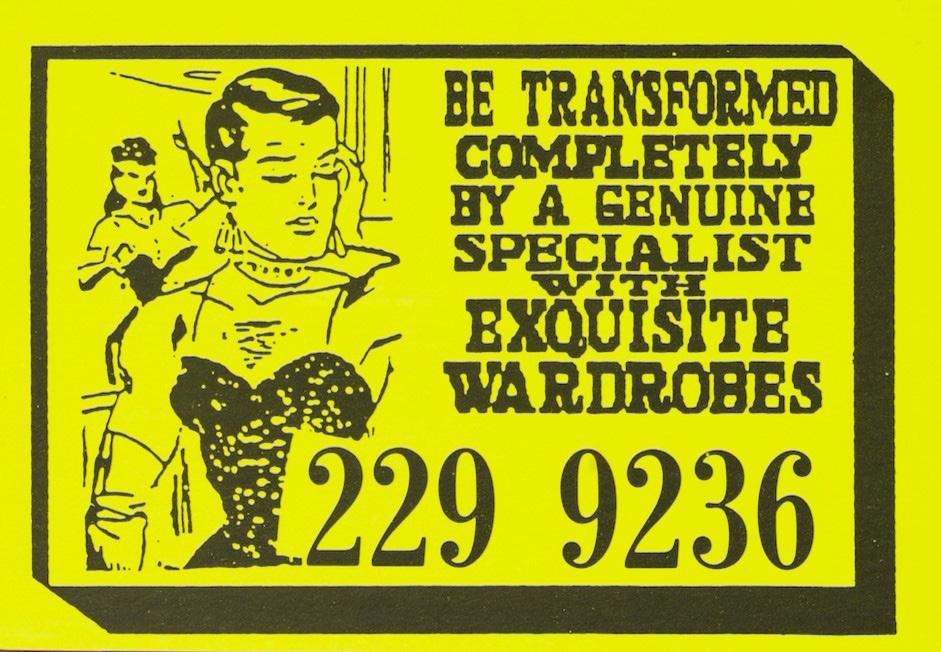 BE TRANSFORMED
COMPLETELY
BY A GENUINE
SPECIALIST
WITH
EXQUISITE
WARDROBES
229 9236